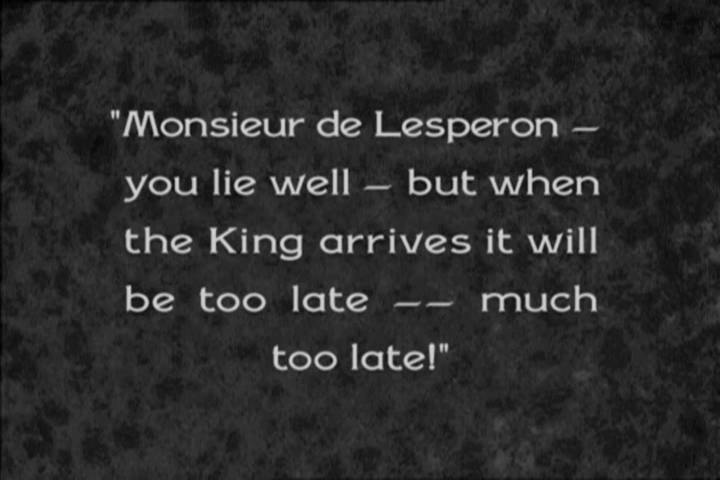 "Monsieur de Lesperon —
you lie well — but when
the King arrives it will
be too late —— much
too late!"